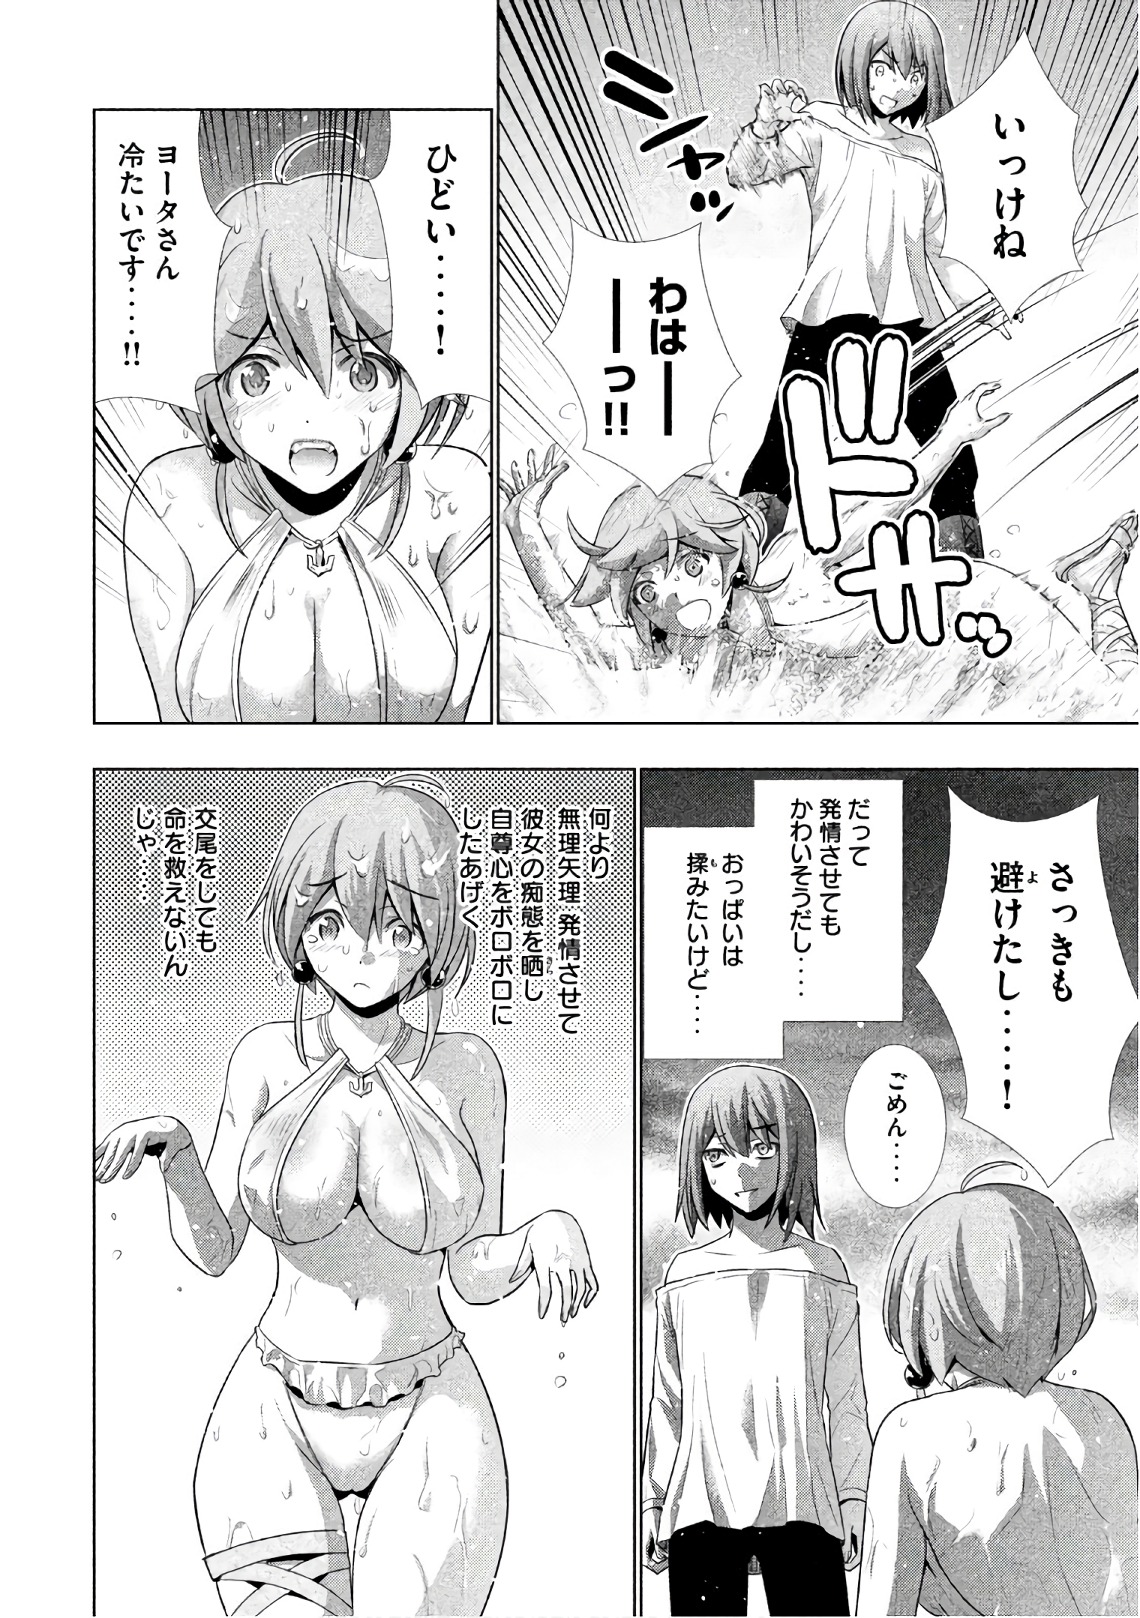 いっけね
シャッ
わは――
――っ!!
ドドサッ
ひどい‥‥!
ヨータさん
冷たいです‥‥!!
さっきも
避けたし‥‥!
よ
だって
発情させても
かわいそうだし‥‥
おっぱいは
揉みたいけど‥‥
も
ごめん‥‥
何より
無理矢理 発情させて
彼女の痴態を晒し
さら
自尊心をボロボロに
したあげく
交尾をしても
命を救えないん
じゃ‥‥